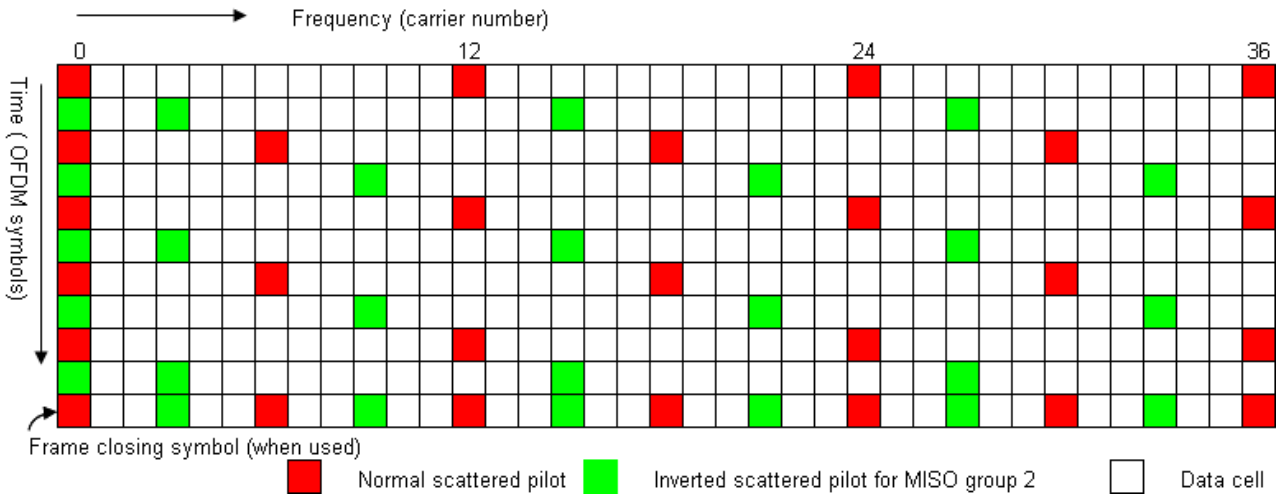 Frequency (carrier number)
0 12 24 36
Time ( OFDM symbols)
Frame closing symbol (when used)
Normal scattered pilot
Inverted scattered pilot for MISO group 2
Data cell